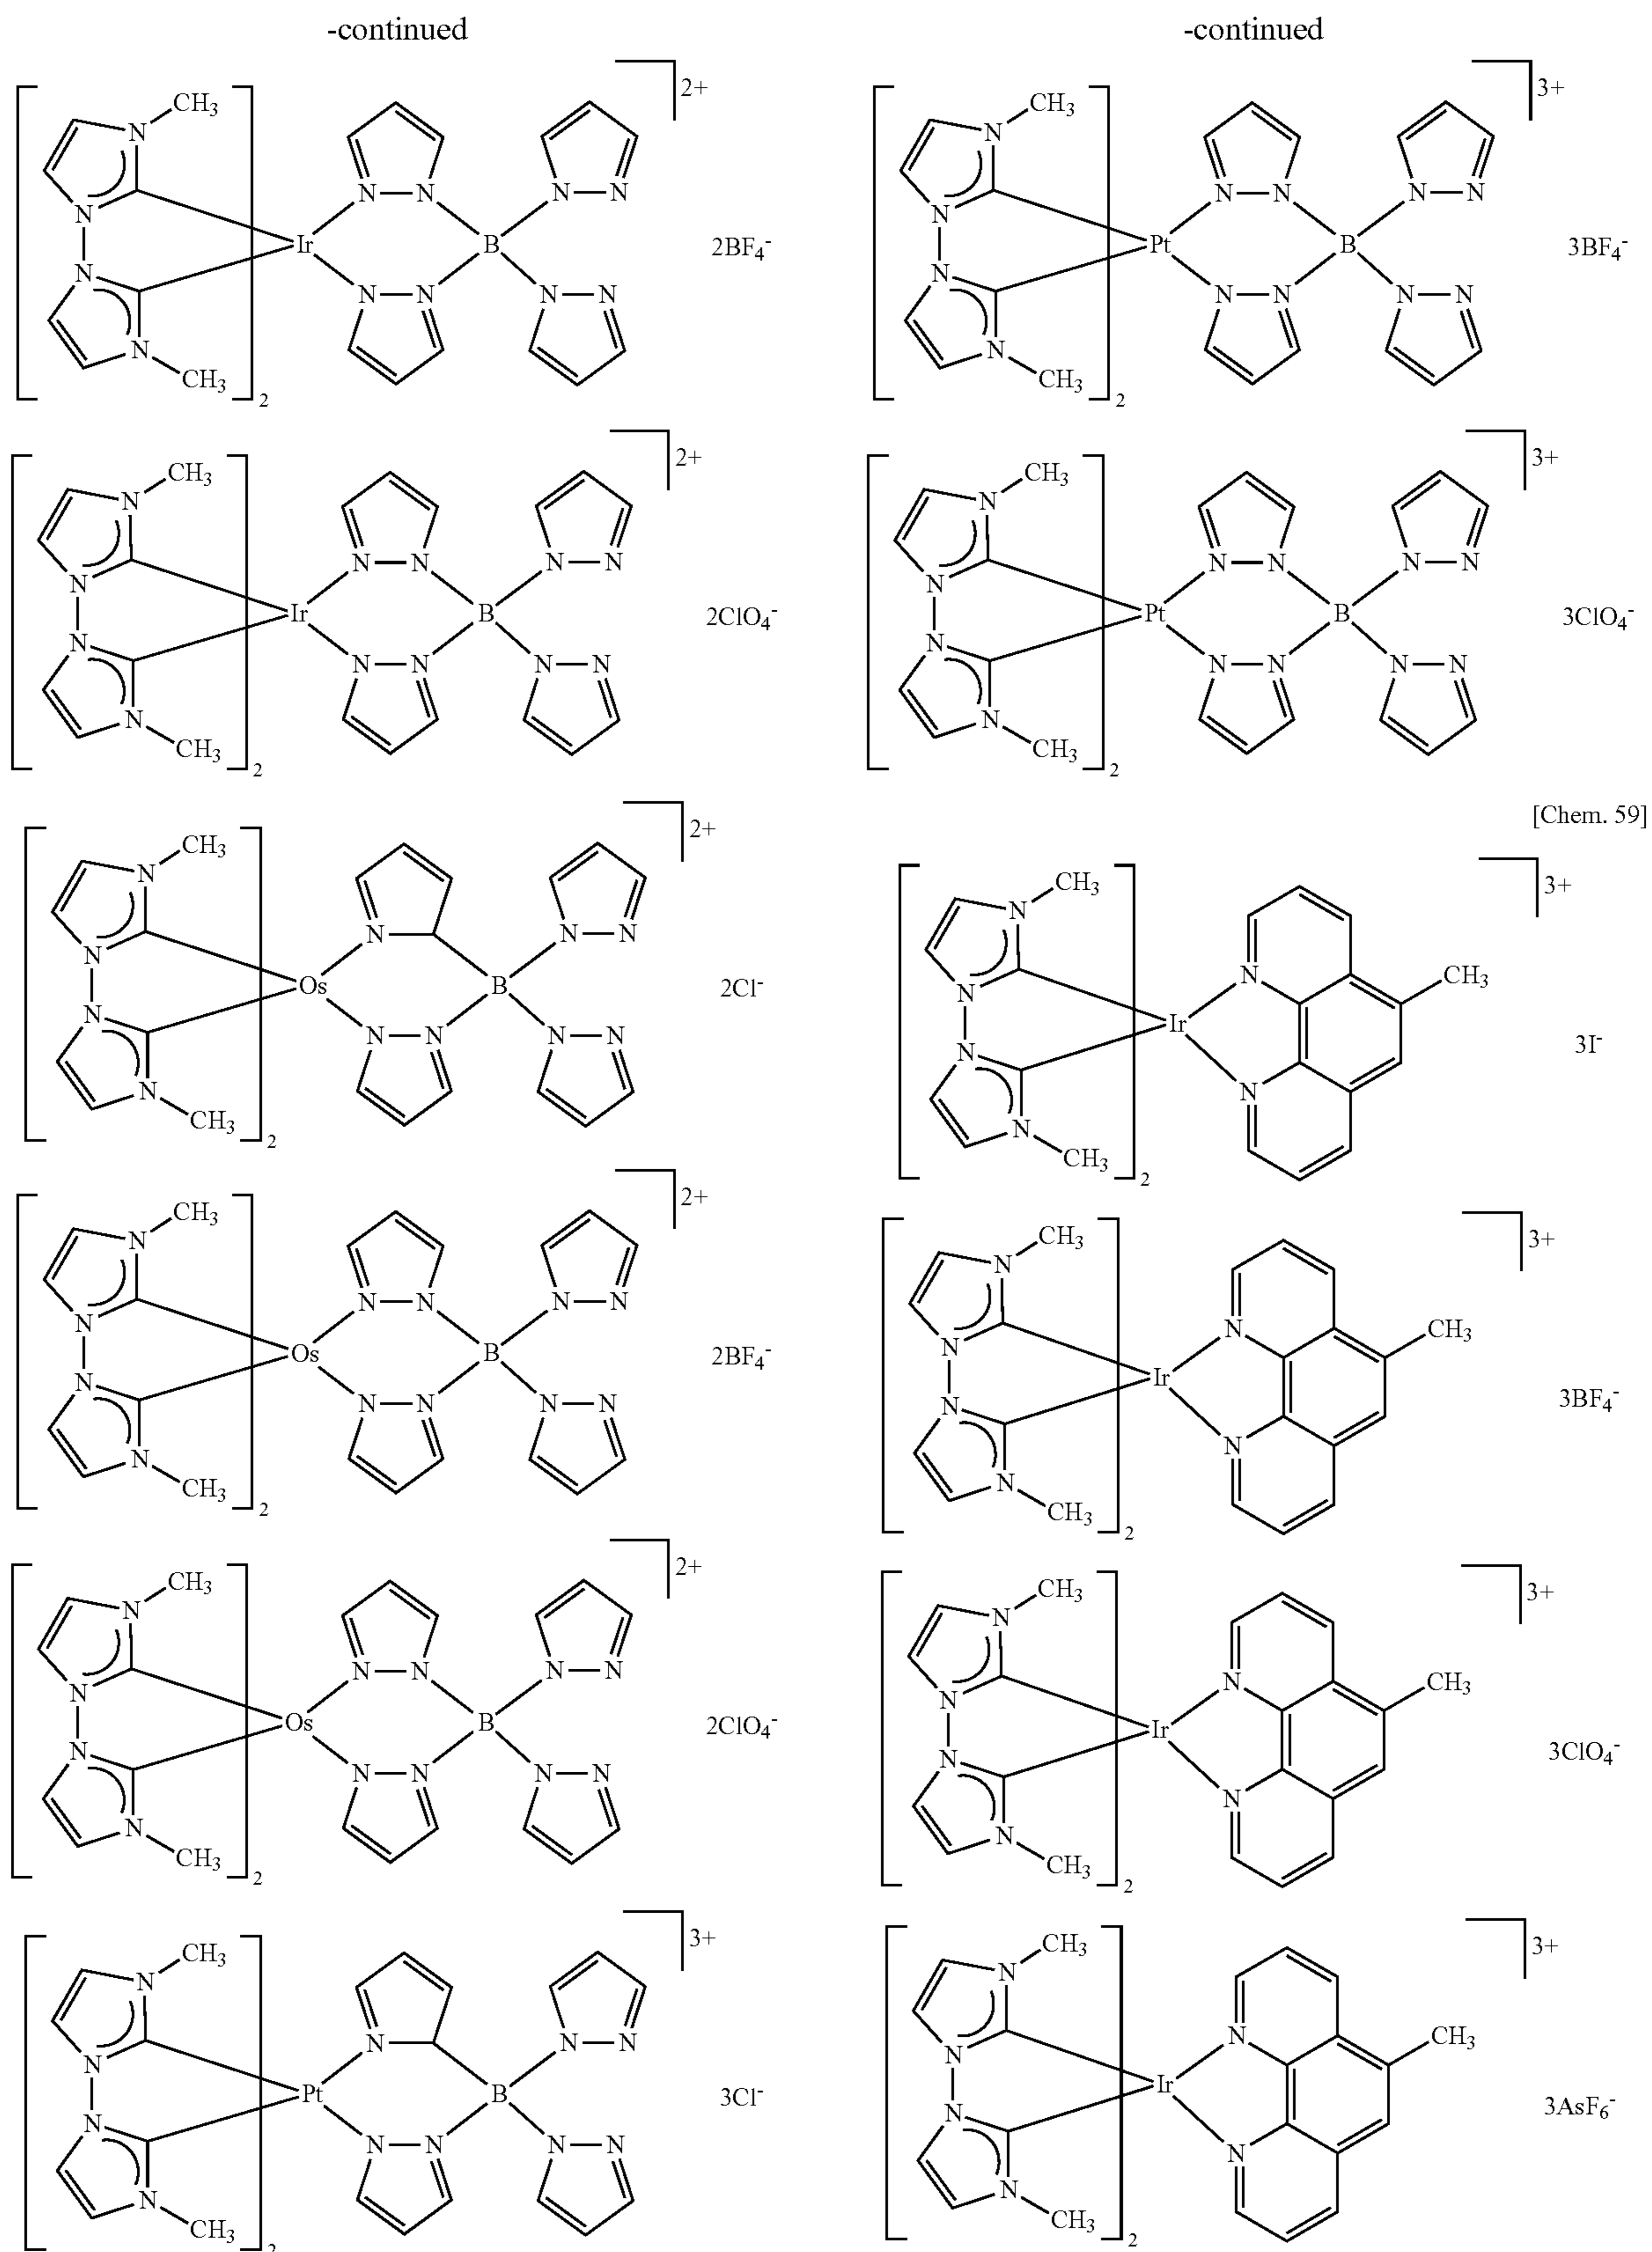 -continued
2+
CH₃
N
N N N N
N
Ir B 2BF₄⁻
N
N N N N
N
CH₃
2
2+
CH₃
N
N N N N
N
Ir B 2ClO₄⁻
N
N N N N
N
CH₃
2
2+
CH₃
N
N N N
N
Os B 2Cl⁻
N
N N N N
N
CH₃
2
2+
CH₃
N
N N N N
N
Os B 2BF₄⁻
N
N N N N
N
CH₃
2
2+
CH₃
N
N N N N
N
Os B 2ClO₄⁻
N
N N N N
N
CH₃
2
3+
CH₃
N
N N N
N
Pt B 3Cl⁻
N
N N N N
N
CH₃
2
-continued
3+
CH₃
N
N N N N
N
Pt B 3BF₄⁻
N
N N N N
N
CH₃
2
3+
CH₃
N
N N N N
N
Pt B 3ClO₄⁻
N
N N N N
N
CH₃
2
[Chem. 59]
3+
CH₃
N
N CH₃
N
Ir
3I⁻
N
N
N
CH₃
2
3+
CH₃
N
N CH₃
N
Ir
3BF₄⁻
N
N
N
CH₃
2
3+
CH₃
N
N CH₃
N
Ir
3ClO₄⁻
N
N
N
CH₃
2
3+
CH₃
N
N CH₃
N
Ir
3AsF₆⁻
N
N
N
CH₃
2